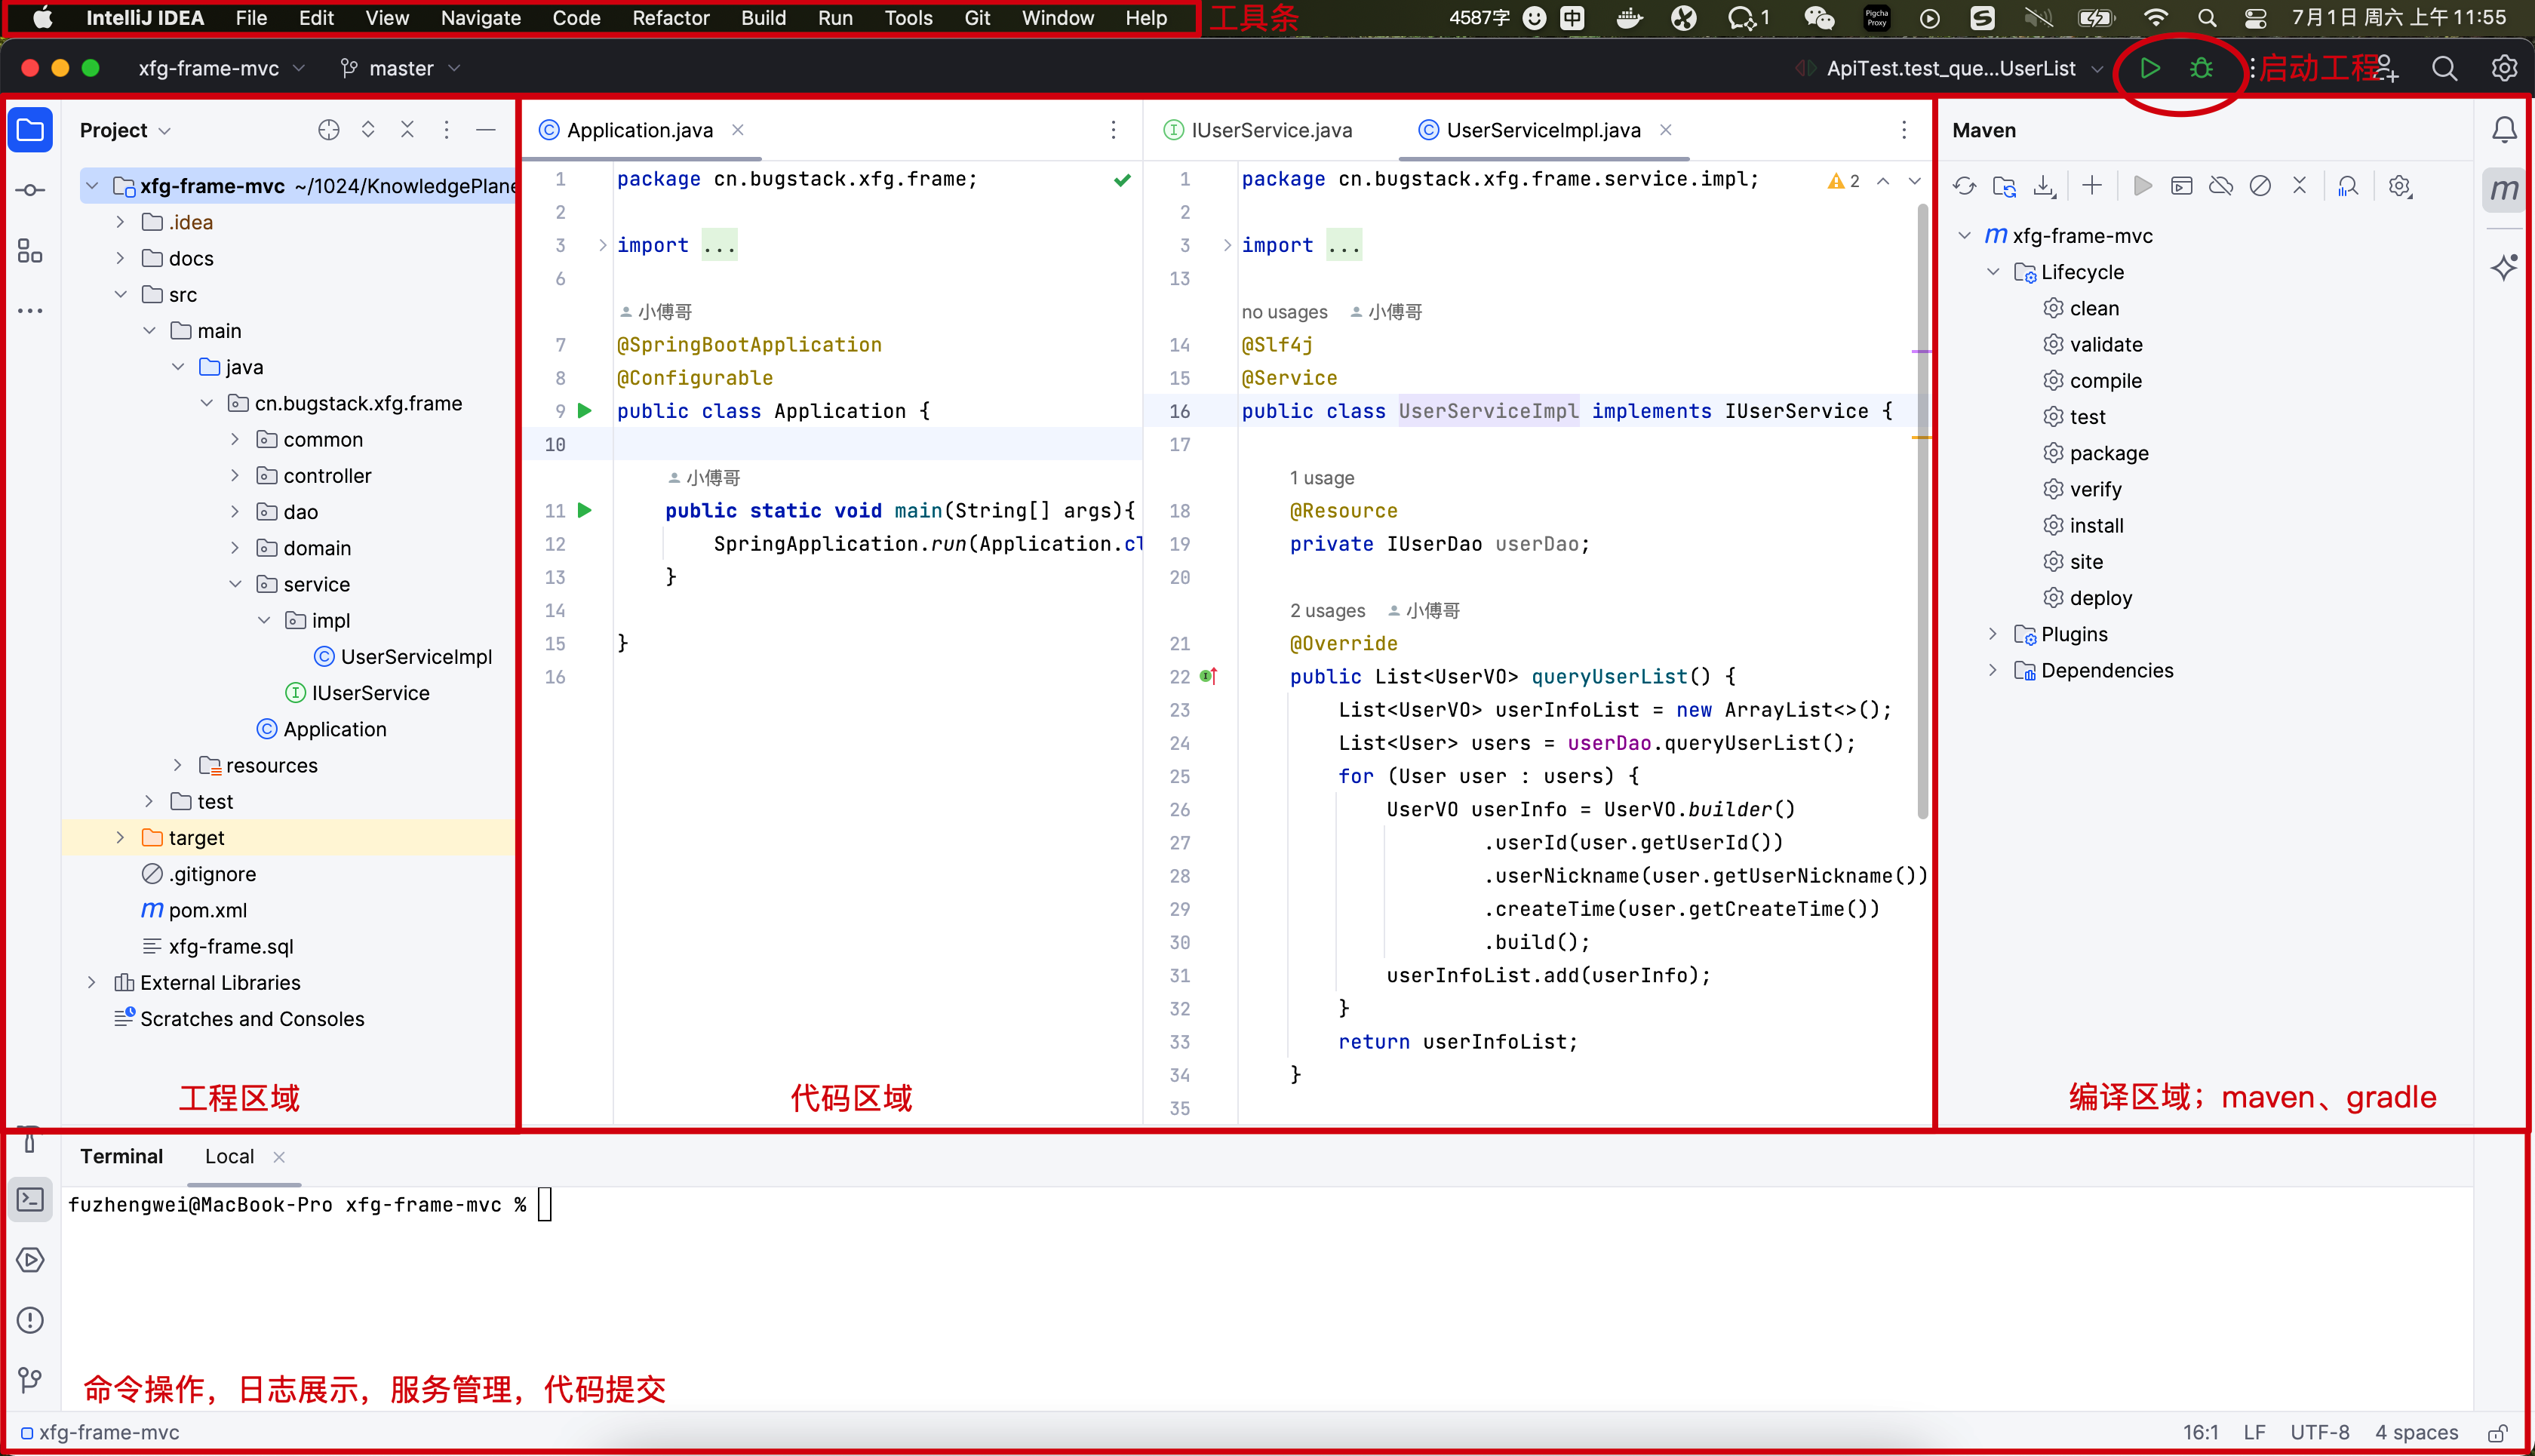 IntelliJ IDEA File Edit View Navigate Code Refactor Build Run Tools Git Window Help 工具条 4587字 中 1 Pigcha Proxy 7月1日 周六 上午11:55
xfg-frame-mvc master ApiTest.test_que...UserList 启动工程
Project
xfg-frame-mvc ~/1024/KnowledgePlane
.idea
docs
src
main
java
cn.bugstack.xfg.frame
common
controller
dao
domain
service
impl
UserServiceImpl
IUserService
Application
resources
test
target
.gitignore
pom.xml
xfg-frame.sql
External Libraries
Scratches and Consoles
工程区域
Application.java
1 package cn.bugstack.xfg.frame;
2
3 import ...
6
小傅哥
7 @SpringBootApplication
8 @Configurable
9 public class Application {
10
小傅哥
11 public static void main(String[] args){
12 SpringApplication.run(Application.cl
13 }
14
15 }
16
代码区域
IUserService.java UserServiceImpl.java
1 package cn.bugstack.xfg.frame.service.impl; 2
2
3 import ...
13
no usages 小傅哥
14 @Slf4j
15 @Service
16 public class UserServiceImpl implements IUserService {
17
1 usage
18 @Resource
19 private IUserDao userDao;
20
2 usages 小傅哥
21 @Override
22 public List<UserVO> queryUserList() {
23 List<UserVO> userInfoList = new ArrayList<>();
24 List<User> users = userDao.queryUserList();
25 for (User user : users) {
26 UserVO userInfo = UserVO.builder()
27 .userId(user.getUserId())
28 .userNickname(user.getUserNickname())
29 .createTime(user.getCreateTime())
30 .build();
31 userInfoList.add(userInfo);
32 }
33 return userInfoList;
34 }
35
Maven
xfg-frame-mvc
Lifecycle
clean
validate
compile
test
package
verify
install
site
deploy
Plugins
Dependencies
编译区域；maven、gradle
Terminal Local
fuzhengwei@MacBook-Pro xfg-frame-mvc %
命令操作，日志展示，服务管理，代码提交
xfg-frame-mvc 16:1 LF UTF-8 4 spaces